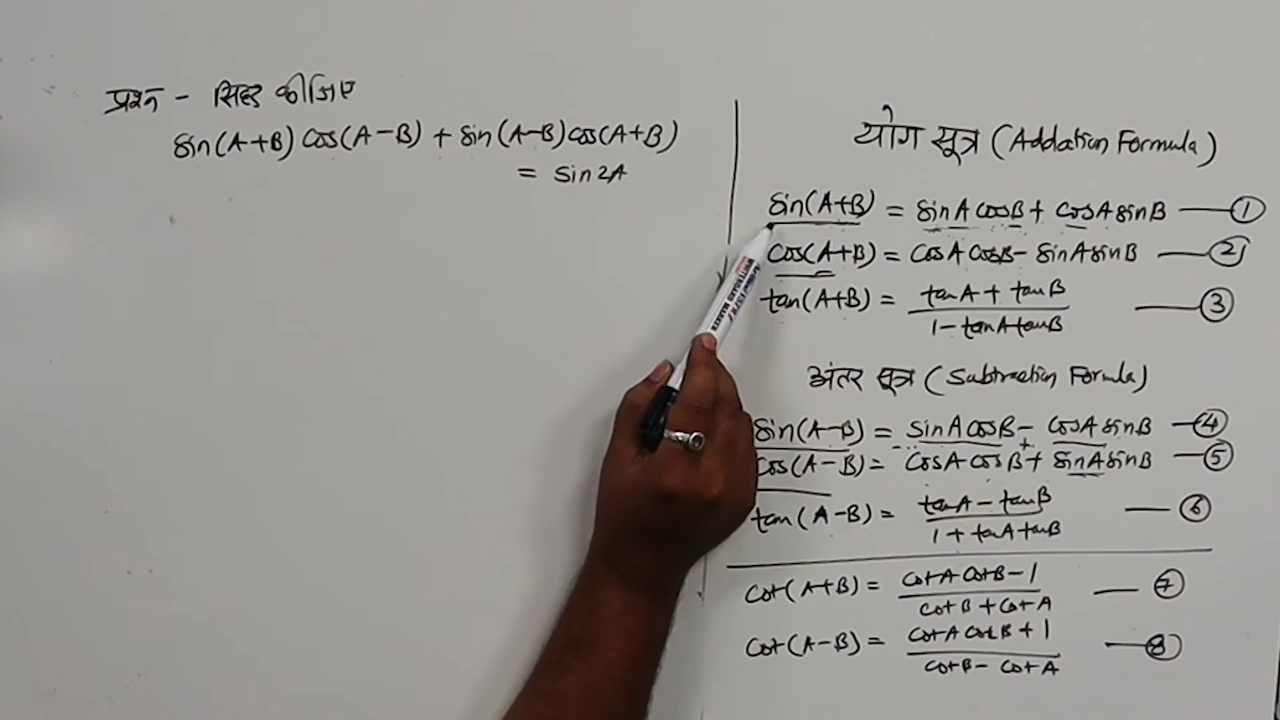 प्रश्न - सिद्ध कीजिए
sin(A+B) cos(A-B) + sin(A-B) cos(A+B)
= sin2A
योग सूत्र (Addation Formula)
sin(A+B) = sinA cosB + cosA sinB — ①
cos(A+B) = cosA cosB - sinA sinB — ②
tan(A+B) = tanA + tanB / 1 - tanA tanB — ③
अंतर सूत्र (Subtraction Formula)
sin(A-B) = sinA cosB - cosA sinB — ④
cos(A-B) = cosA cosB + sinA sinB — ⑤
tan(A-B) = tanA - tanB / 1 + tanA tanB — ⑥
cot(A+B) = cotA cotB - 1 / cotB + cotA — ⑦
cot(A-B) = cotA cotB + 1 / cotB - cotA — ⑧